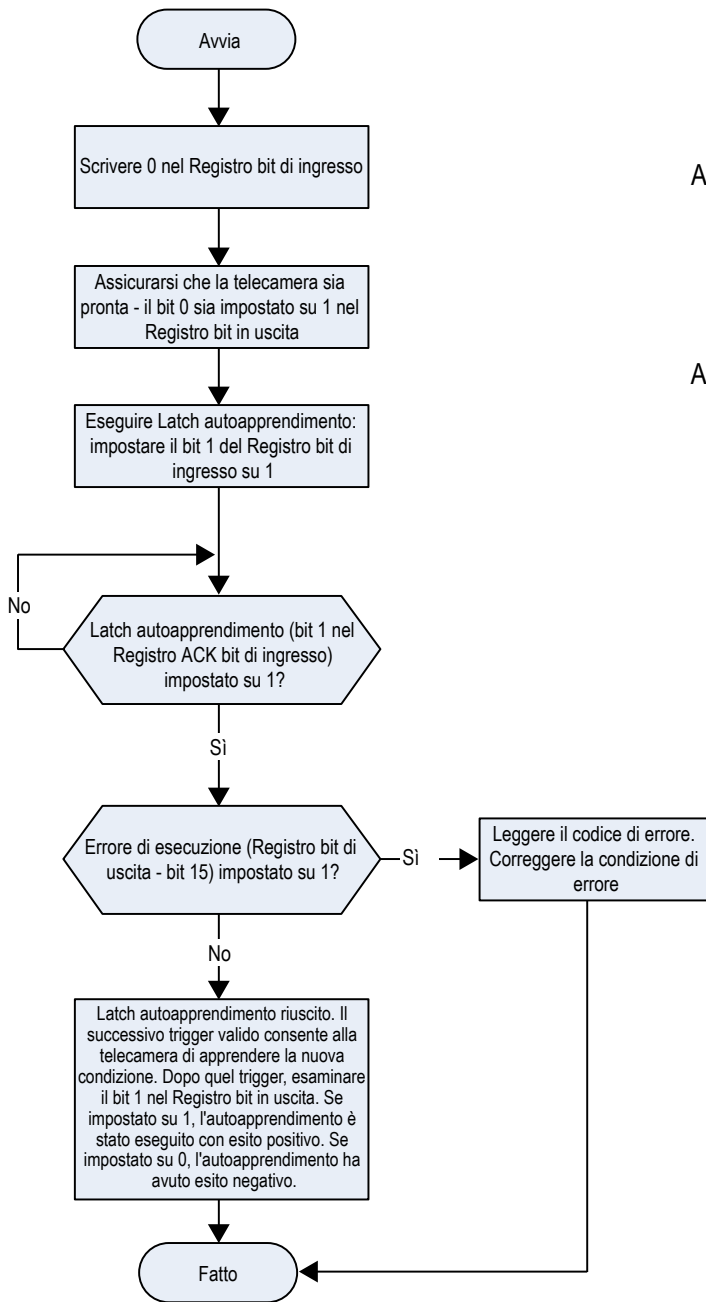 Avvia
Scrivere 0 nel Registro bit di ingresso
A
Assicurarsi che la telecamera sia
pronta - il bit 0 sia impostato su 1 nel
Registro bit in uscita
A
Eseguire Latch autoapprendimento:
impostare il bit 1 del Registro bit di
ingresso su 1
No
Latch autoapprendimento (bit 1 nel
Registro ACK bit di ingresso)
impostato su 1?
Sì
Errore di esecuzione (Registro bit di
uscita - bit 15) impostato su 1?
Sì
Leggere il codice di errore.
Correggere la condizione di
errore
No
Latch autoapprendimento riuscito. Il
successivo trigger valido consente alla
telecamera di apprendere la nuova
condizione. Dopo quel trigger, esaminare
il bit 1 nel Registro bit in uscita. Se
impostato su 1, l'autoapprendimento è
stato eseguito con esito positivo. Se
impostato su 0, l'autoapprendimento ha
avuto esito negativo.
Fatto